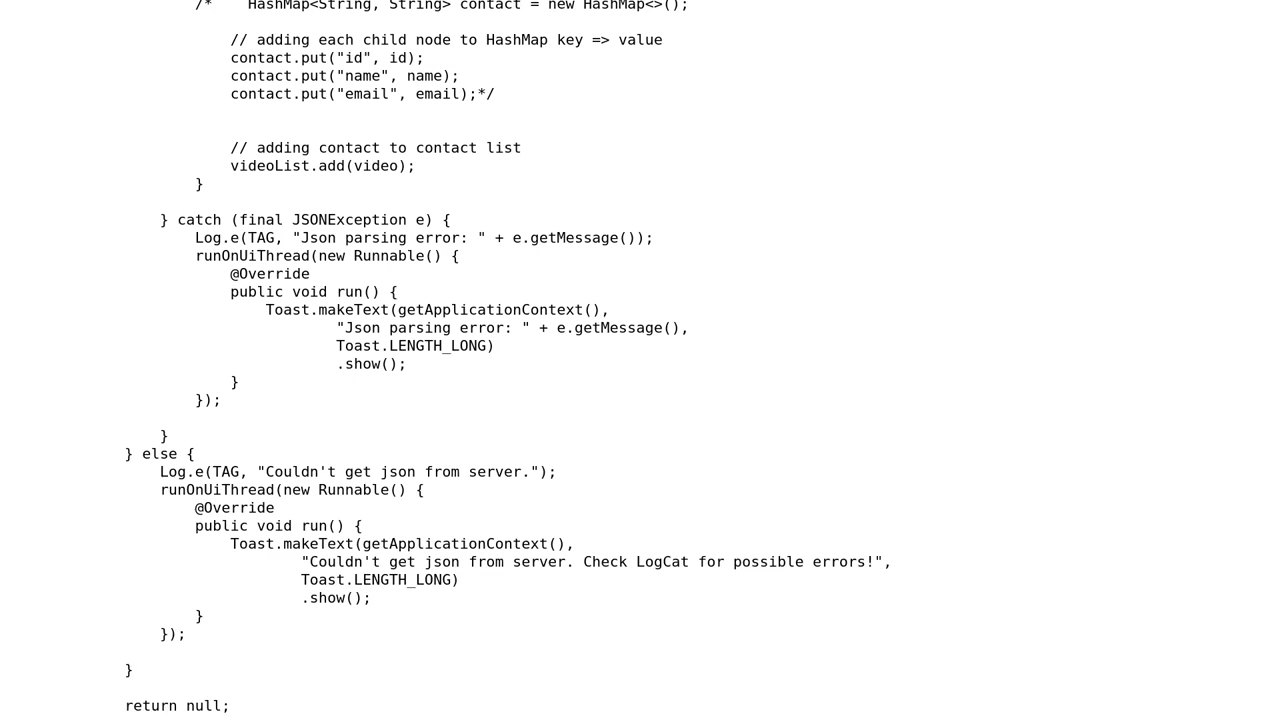 /*    HashMap<String, String> contact = new HashMap<>();

// adding each child node to HashMap key => value
contact.put("id", id);
contact.put("name", name);
contact.put("email", email);*/

// adding contact to contact list
videoList.add(video);
}

} catch (final JSONException e) {
Log.e(TAG, "Json parsing error: " + e.getMessage());
runOnUiThread(new Runnable() {
@Override
public void run() {
Toast.makeText(getApplicationContext(),
"Json parsing error: " + e.getMessage(),
Toast.LENGTH_LONG)
.show();
}
});

}
} else {
Log.e(TAG, "Couldn't get json from server.");
runOnUiThread(new Runnable() {
@Override
public void run() {
Toast.makeText(getApplicationContext(),
"Couldn't get json from server. Check LogCat for possible errors!",
Toast.LENGTH_LONG)
.show();
}
});

}

return null;